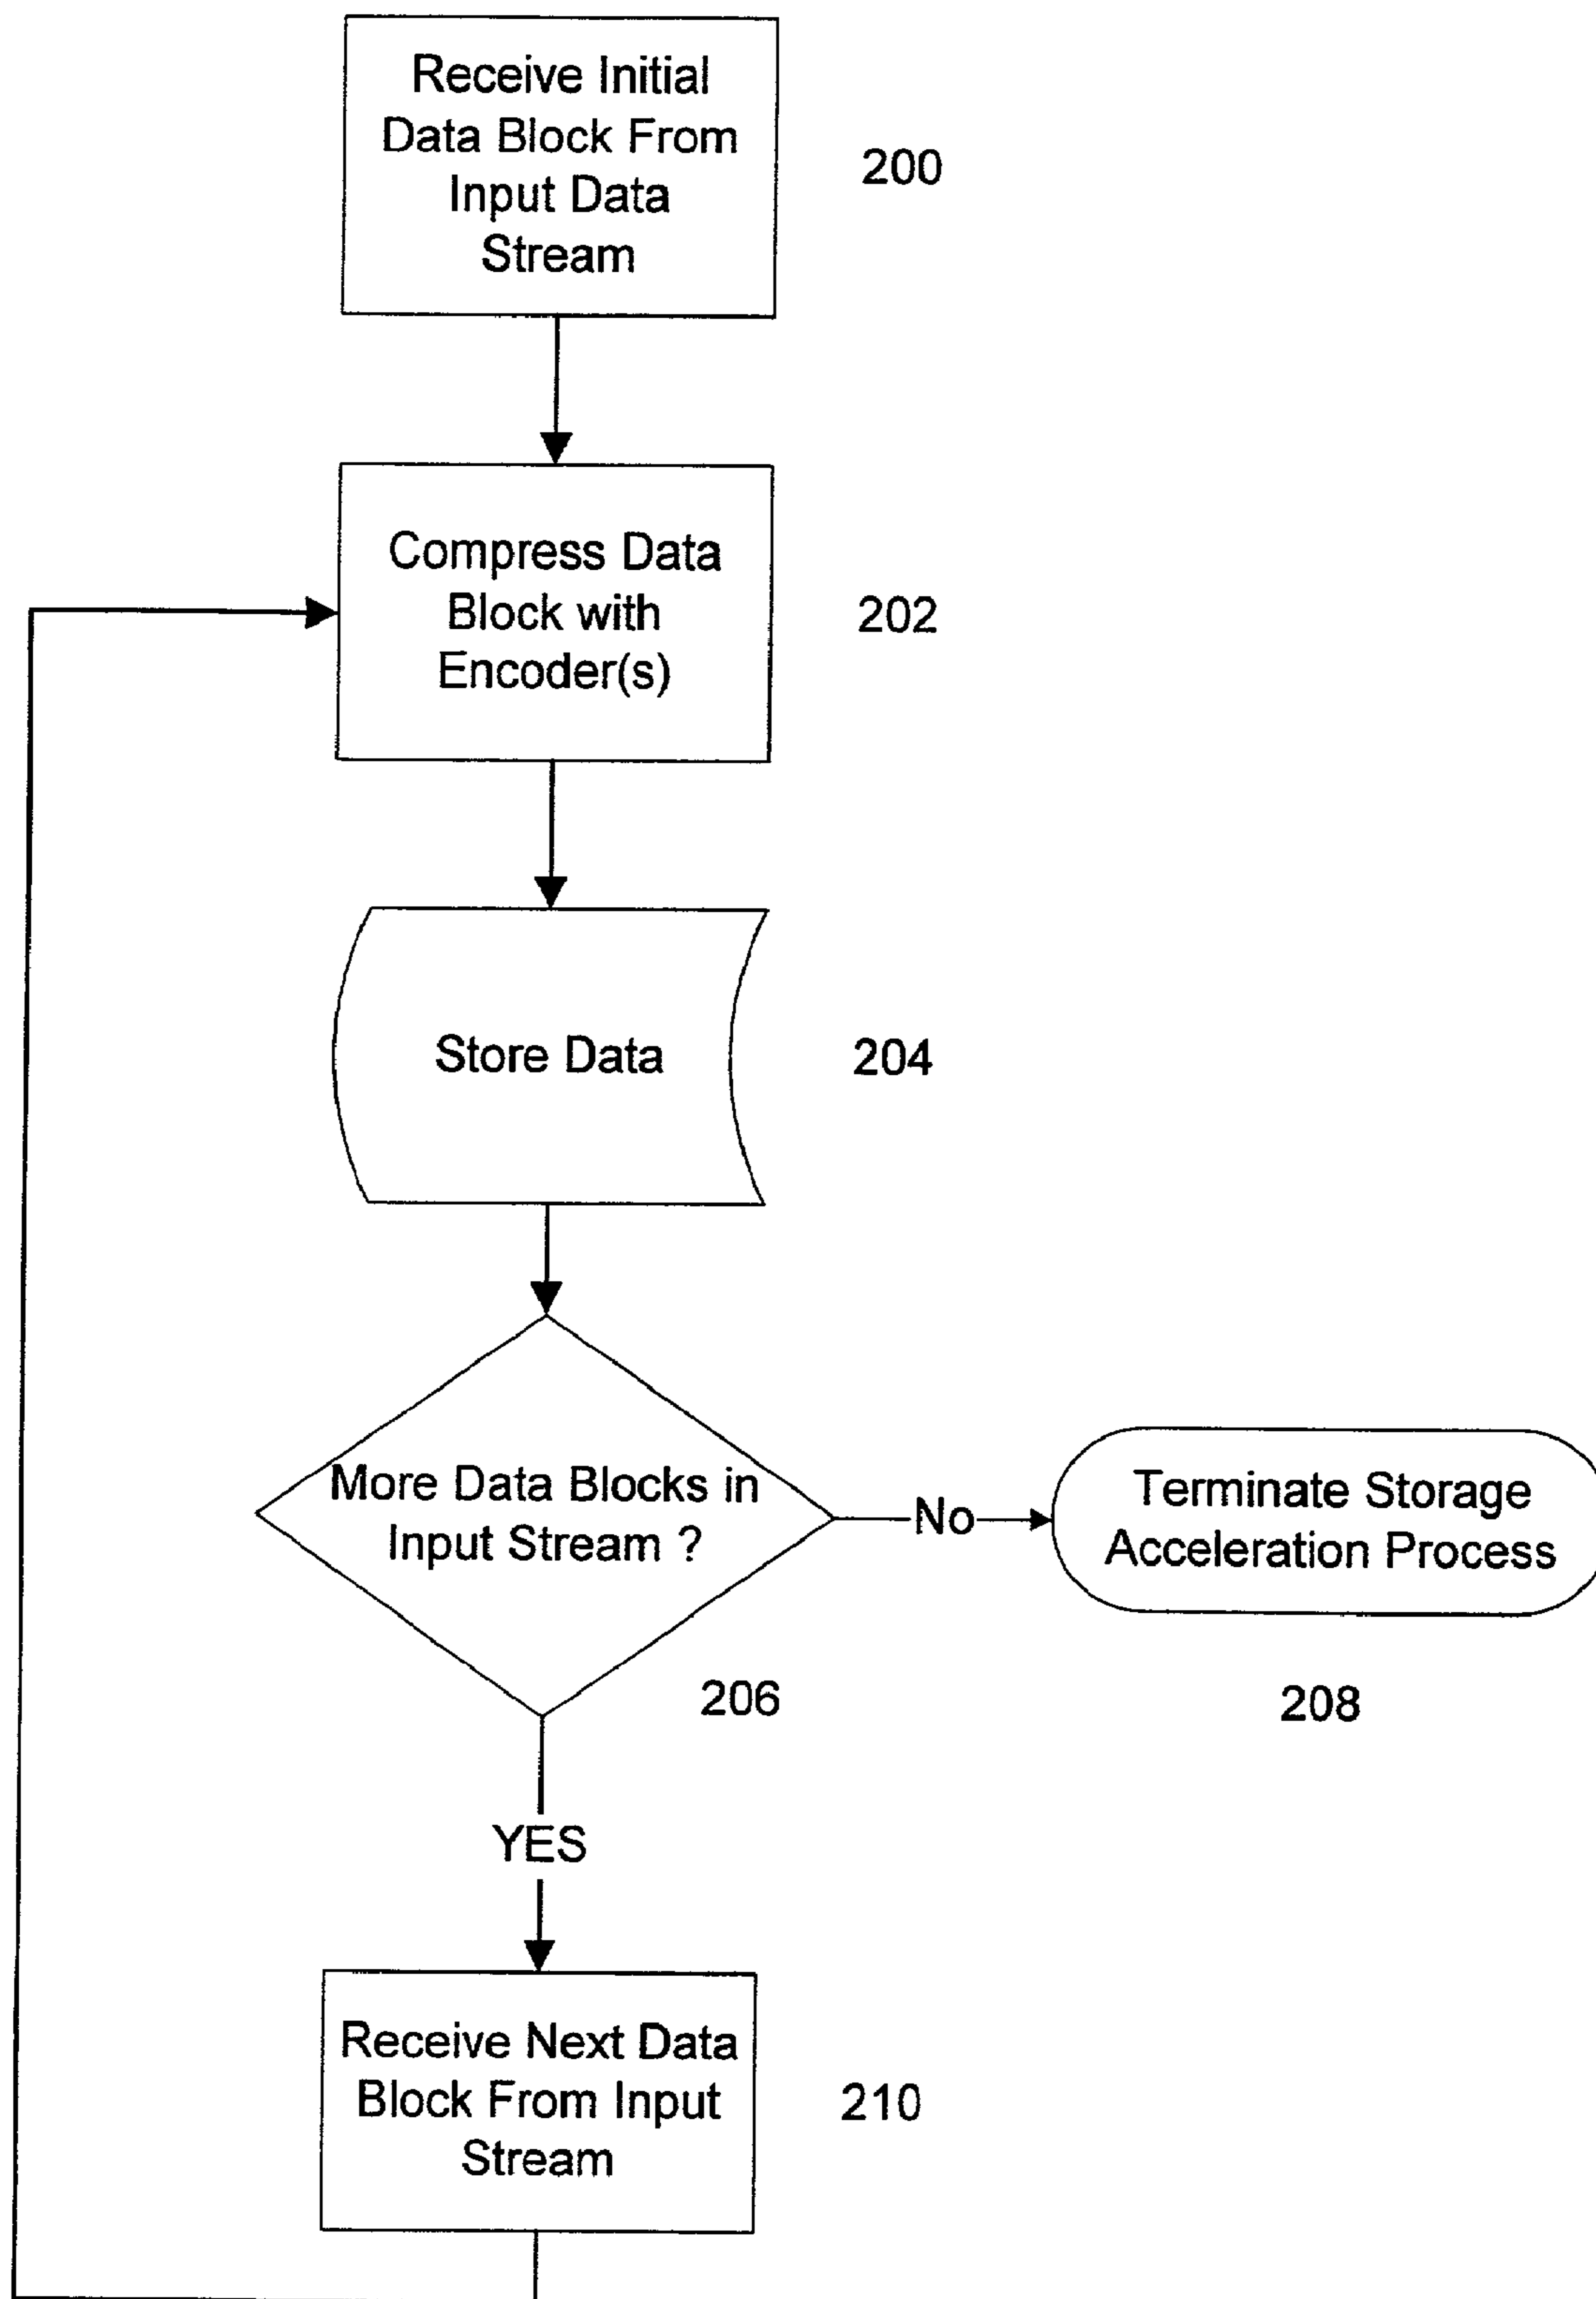 Receive Initial
Data Block From
Input Data
Stream
200
Compress Data
Block with
Encoder(s)
202
Store Data
204
More Data Blocks in
Input Stream ?
206
No
Terminate Storage
Acceleration Process
208
YES
Receive Next Data
Block From Input
Stream
210